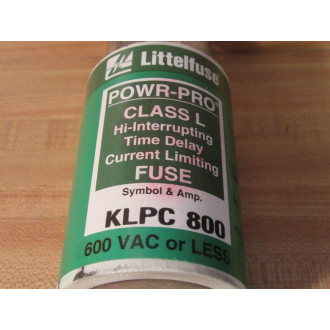 Littelfuse®
POWR-PRO®
CLASS L
Hi-Interrupting
Time Delay
Current Limiting
FUSE
Symbol & Amp.
KLPC 800
600 VAC or LESS